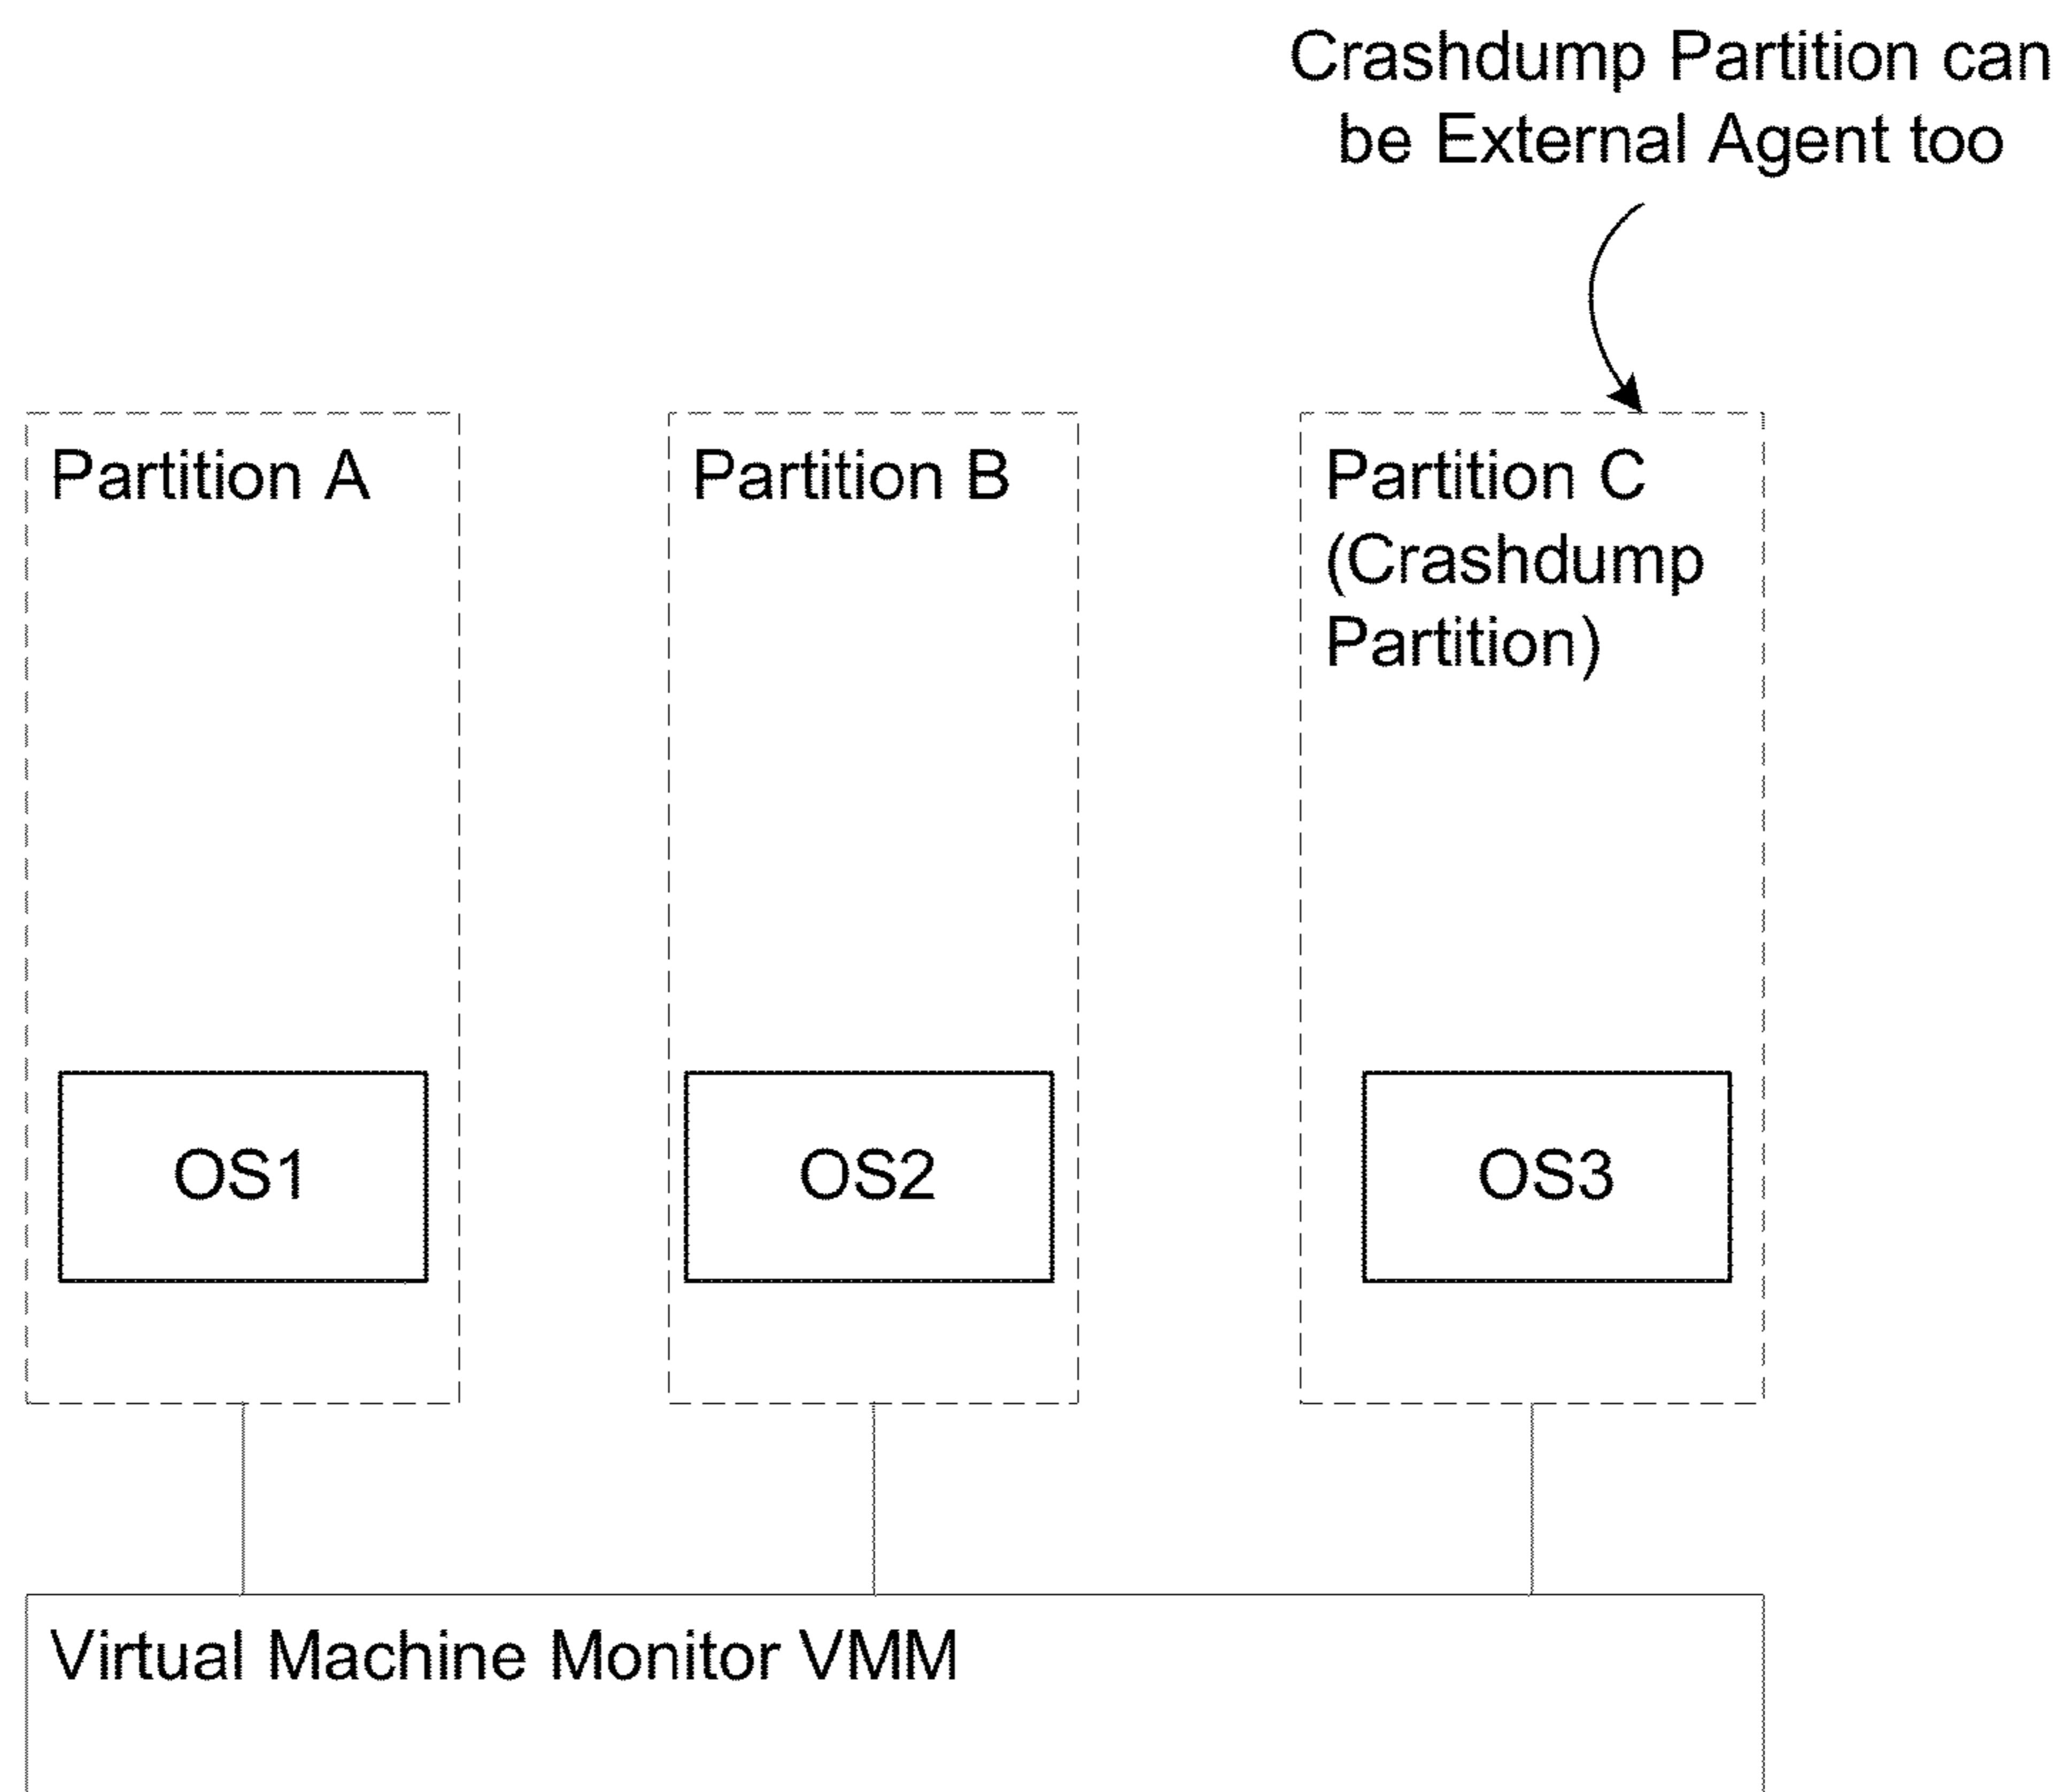 Crashdump Partition can
be External Agent too
Partition A
Partition B
Partition C
(Crashdump
Partition)
OS1
OS2
OS3
Virtual Machine Monitor VMM